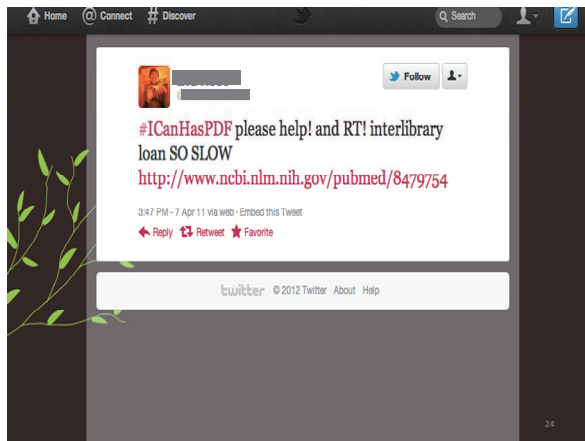 Home @ Connect # Discover Search
Follow
#ICanHasPDF please help! and RT! interlibrary
loan SO SLOW
http://www.ncbi.nlm.nih.gov/pubmed/8479754
3:47 PM - 7 Apr 11 via web · Embed this Tweet
Reply Retweet Favorite
twitter © 2012 Twitter About Help
24